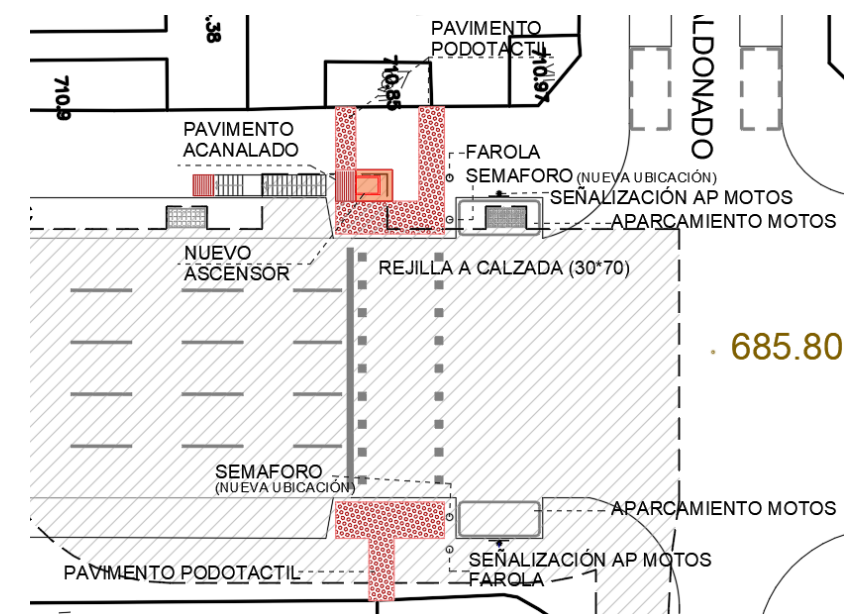 .38
PAVIMENTO
PODOTACTIL
710.9
710.85
710.97
ALDONADO
PAVIMENTO
ACANALADO
FAROLA
SEMAFORO (NUEVA UBICACIÓN)
SEÑALIZACIÓN AP MOTOS
APARCAMIENTO MOTOS
NUEVO
ASCENSOR
REJILLA A CALZADA (30*70)
685.80
SEMAFORO
(NUEVA UBICACIÓN)
APARCAMIENTO MOTOS
SEÑALIZACIÓN AP MOTOS
FAROLA
PAVIMENTO PODOTACTIL